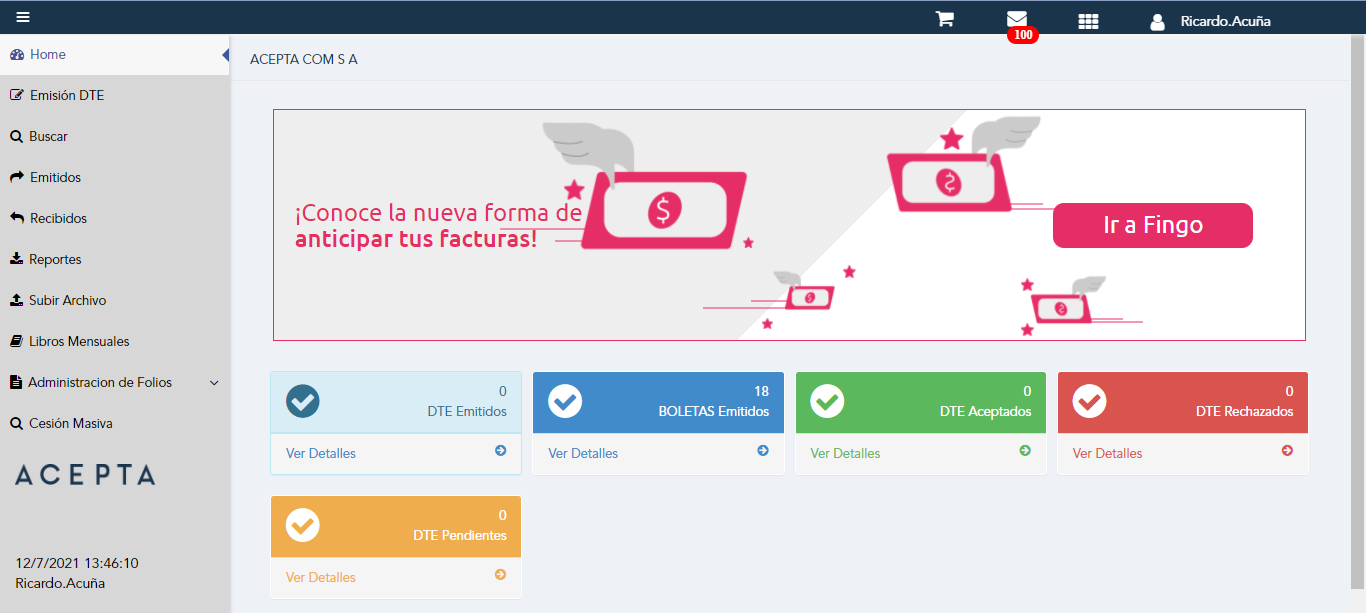 Ricardo.Acuña
100
Home
ACEPTA COM S A
Emisión DTE
Buscar
Emitidos
Recibidos
Reportes
Subir Archivo
Libros Mensuales
Administracion de Folios
Cesión Masiva
ACEPTA
12/7/2021 13:46:10
Ricardo.Acuña
¡Conoce la nueva forma de
anticipar tus facturas!
$
$
$
$
Ir a Fingo
0
DTE Emitidos
Ver Detalles
18
BOLETAS Emitidos
Ver Detalles
0
DTE Aceptados
Ver Detalles
0
DTE Rechazados
Ver Detalles
0
DTE Pendientes
Ver Detalles